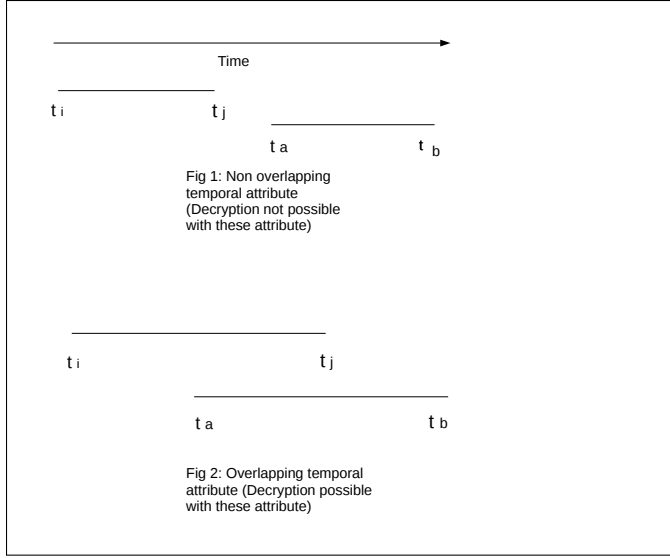 Time
t i t j
t a t b
Fig 1: Non overlapping
temporal attribute
(Decryption not possible
with these attribute)
t i t j
t a t b
Fig 2: Overlapping temporal
attribute (Decryption possible
with these attribute)